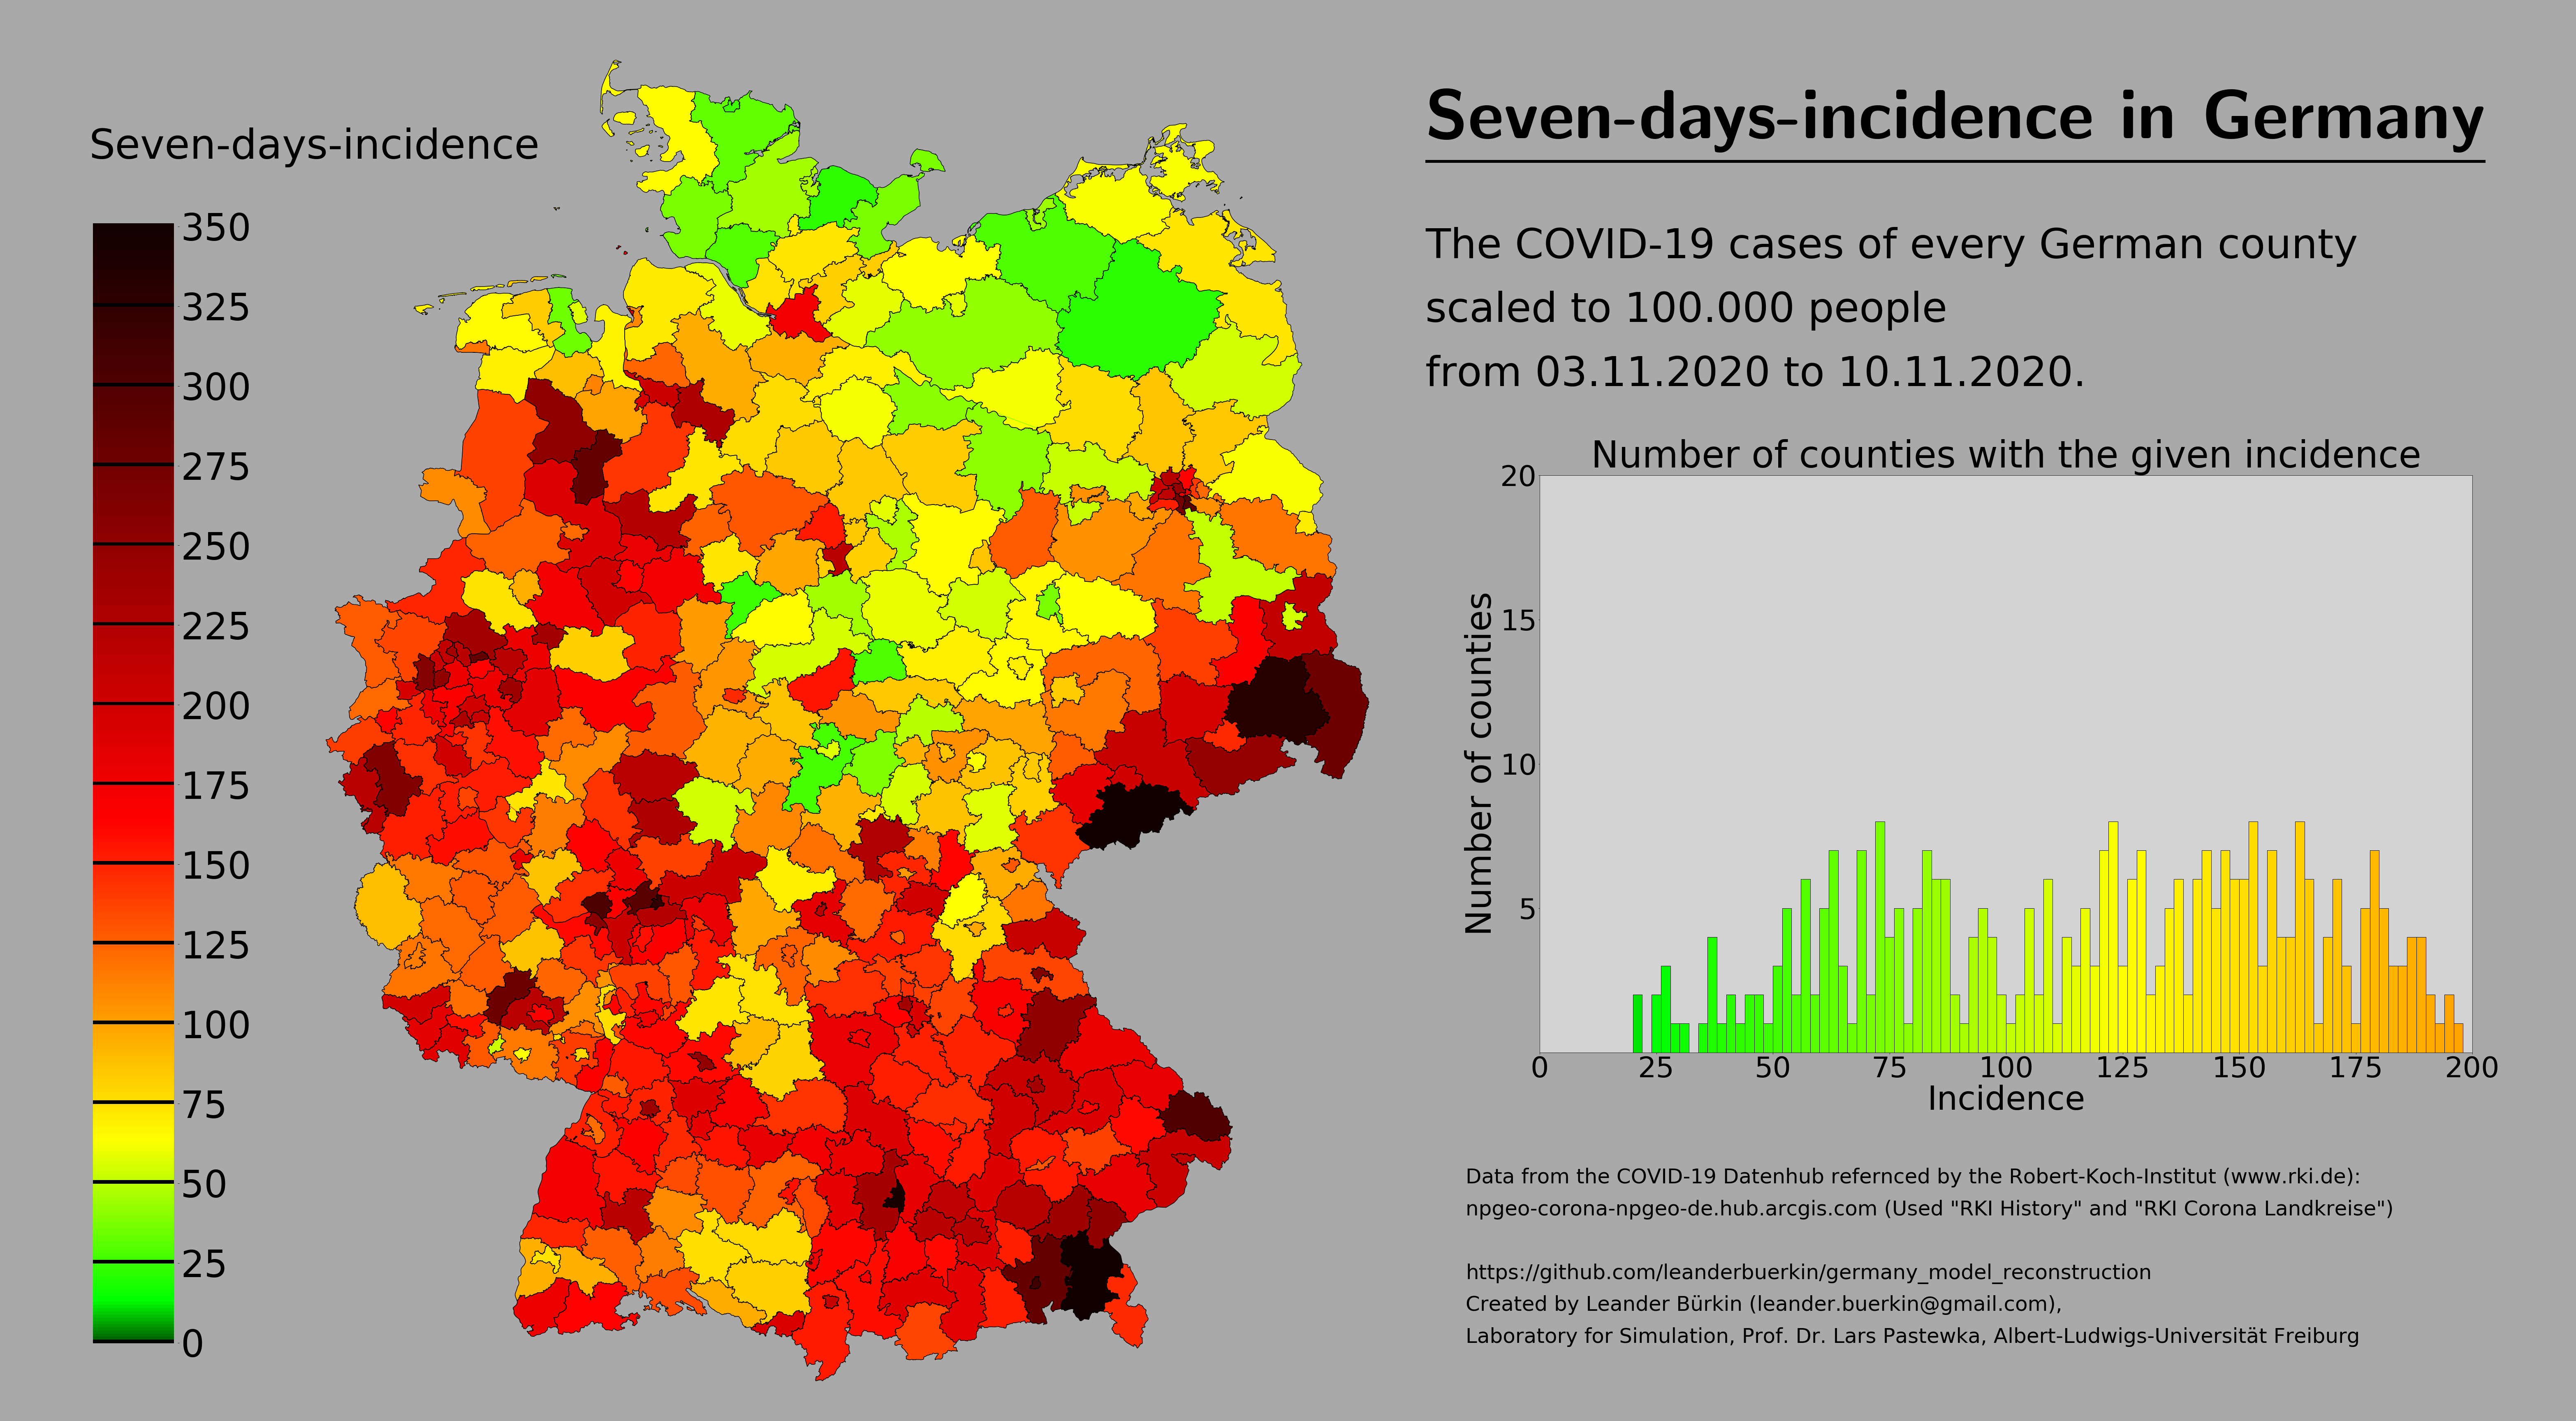 Seven-days-incidence in Germany
Seven-days-incidence
350
325
300
275
250
225
200
175
150
125
100
75
50
25
0
The COVID-19 cases of every German county
scaled to 100.000 people
from 03.11.2020 to 10.11.2020.
Number of counties with the given incidence
Number of counties
20
15
10
5
0 25 50 75 100 125 150 175 200
Incidence
Data from the COVID-19 Datenhub refernced by the Robert-Koch-Institut (www.rki.de):
npgeo-corona-npgeo-de.hub.arcgis.com (Used "RKI History" and "RKI Corona Landkreise")
https://github.com/leanderbuerkin/germany_model_reconstruction
Created by Leander Bürkin (leander.buerkin@gmail.com),
Laboratory for Simulation, Prof. Dr. Lars Pastewka, Albert-Ludwigs-Universität Freiburg